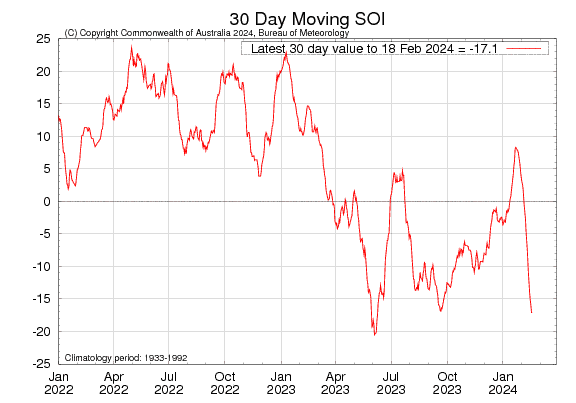 30 Day Moving SOI
(C) Copyright Commonwealth of Australia 2024, Bureau of Meteorology
Latest 30 day value to 18 Feb 2024 = -17.1
25
20
15
10
5
0
-5
-10
-15
-20
-25
Climatology period: 1933-1992
Jan Apr Jul Oct Jan Apr Jul Oct Jan
2022 2022 2022 2022 2023 2023 2023 2023 2024